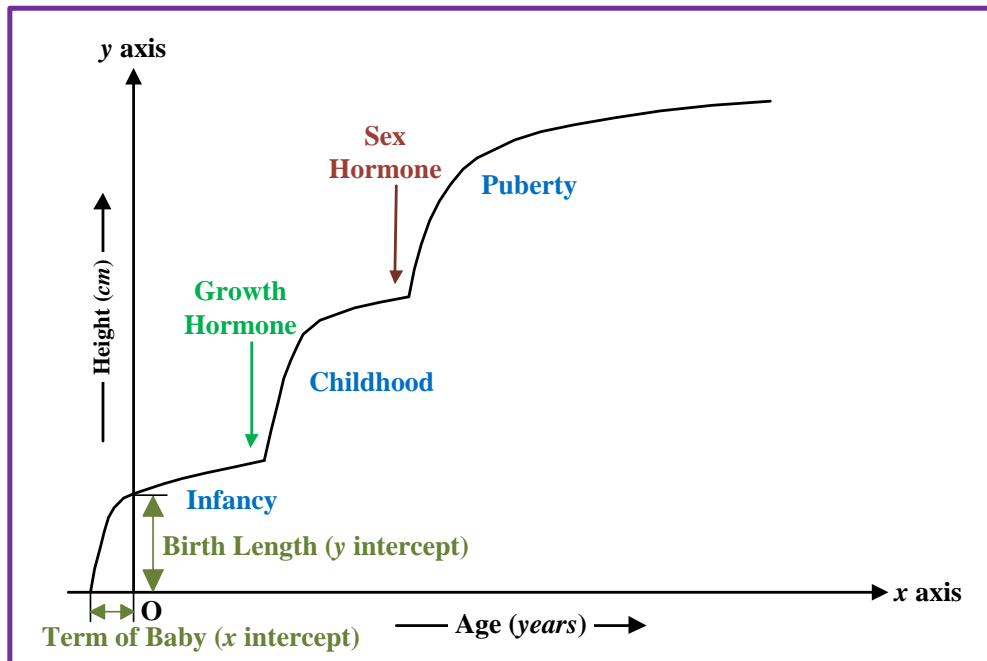 y axis
Sex
Hormone
Puberty
Height (cm)
Growth
Hormone
Childhood
Infancy
Birth Length (y intercept)
O
x axis
Term of Baby (x intercept)
Age (years)